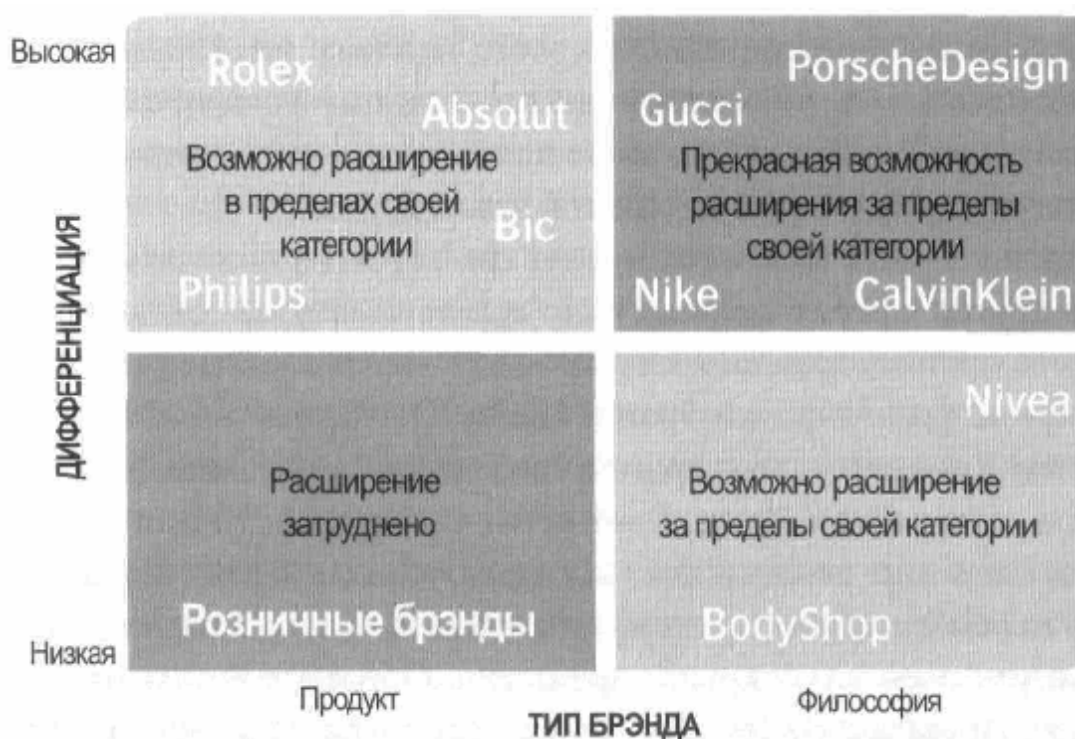 Высокая
Rolex
Absolut
Возможно расширение
в пределах своей
категории
Bic
Philips
PorscheDesign
Gucci
Прекрасная возможность
расширения за пределы
своей категории
Nike
CalvinKlein
ДИФФЕРЕНЦИАЦИЯ
Расширение
затруднено
Розничные брэнды
Nivea
Возможно расширение
за пределы своей категории
BodyShop
Низкая
Продукт
Философия
ТИП БРЭНДА